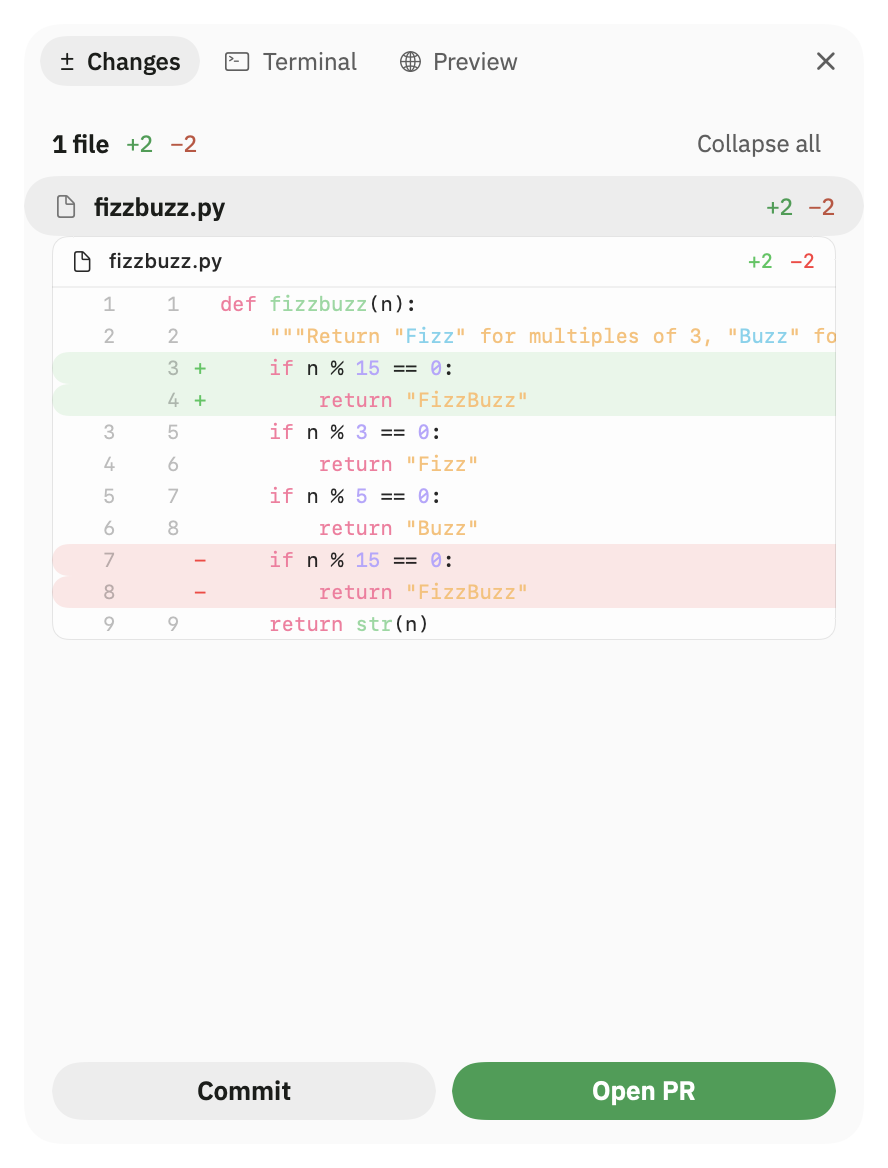 ± Changes Terminal Preview
1 file +2 −2 Collapse all
fizzbuzz.py +2 −2
fizzbuzz.py +2 −2
1 1 def fizzbuzz(n):
2 2 """Return "Fizz" for multiples of 3, "Buzz" fo
3 + if n % 15 == 0:
4 + return "FizzBuzz"
3 5 if n % 3 == 0:
4 6 return "Fizz"
5 7 if n % 5 == 0:
6 8 return "Buzz"
7 − if n % 15 == 0:
8 − return "FizzBuzz"
9 9 return str(n)
Commit Open PR